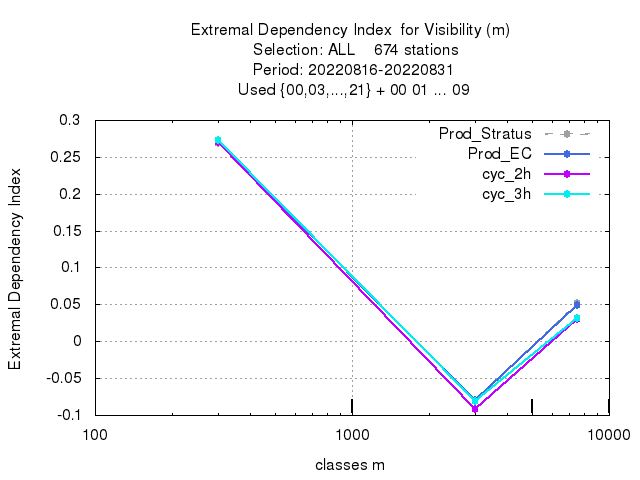 Extremal Dependency Index  for Visibility (m)
Selection: ALL    674 stations
Period: 20220816-20220831
Used {00,03,...,21} + 00 01 ... 09
Prod_Stratus
Prod_EC
cyc_2h
cyc_3h
Extremal Dependency Index
0.3
0.25
0.2
0.15
0.1
0.05
0
-0.05
-0.1
100
1000
10000
classes m